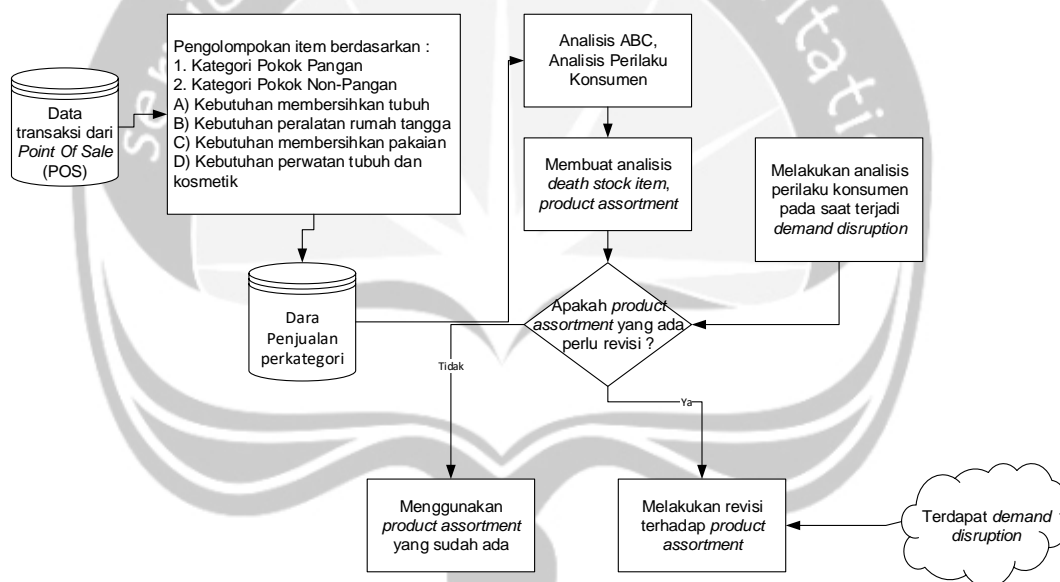 Data
transaksi dari
Point Of Sale
(POS)
Pengolompokan item berdasarkan :
1. Kategori Pokok Pangan
2. Kategori Pokok Non-Pangan
A) Kebutuhan membersihkan tubuh
B) Kebutuhan peralatan rumah tangga
C) Kebutuhan membersihkan pakaian
D) Kebutuhan perwatan tubuh dan
kosmetik
Dara
Penjualan
perkategori
Analisis ABC,
Analisis Perilaku
Konsumen
Membuat analisis
death stock item,
product assortment
Melakukan analisis
perilaku konsumen
pada saat terjadi
demand disruption
Apakah product
assortment yang ada
perlu revisi ?
Tidak
Ya
Menggunakan
product assortment
yang sudah ada
Melakukan revisi
terhadap product
assortment
Terdapat demand
disruption